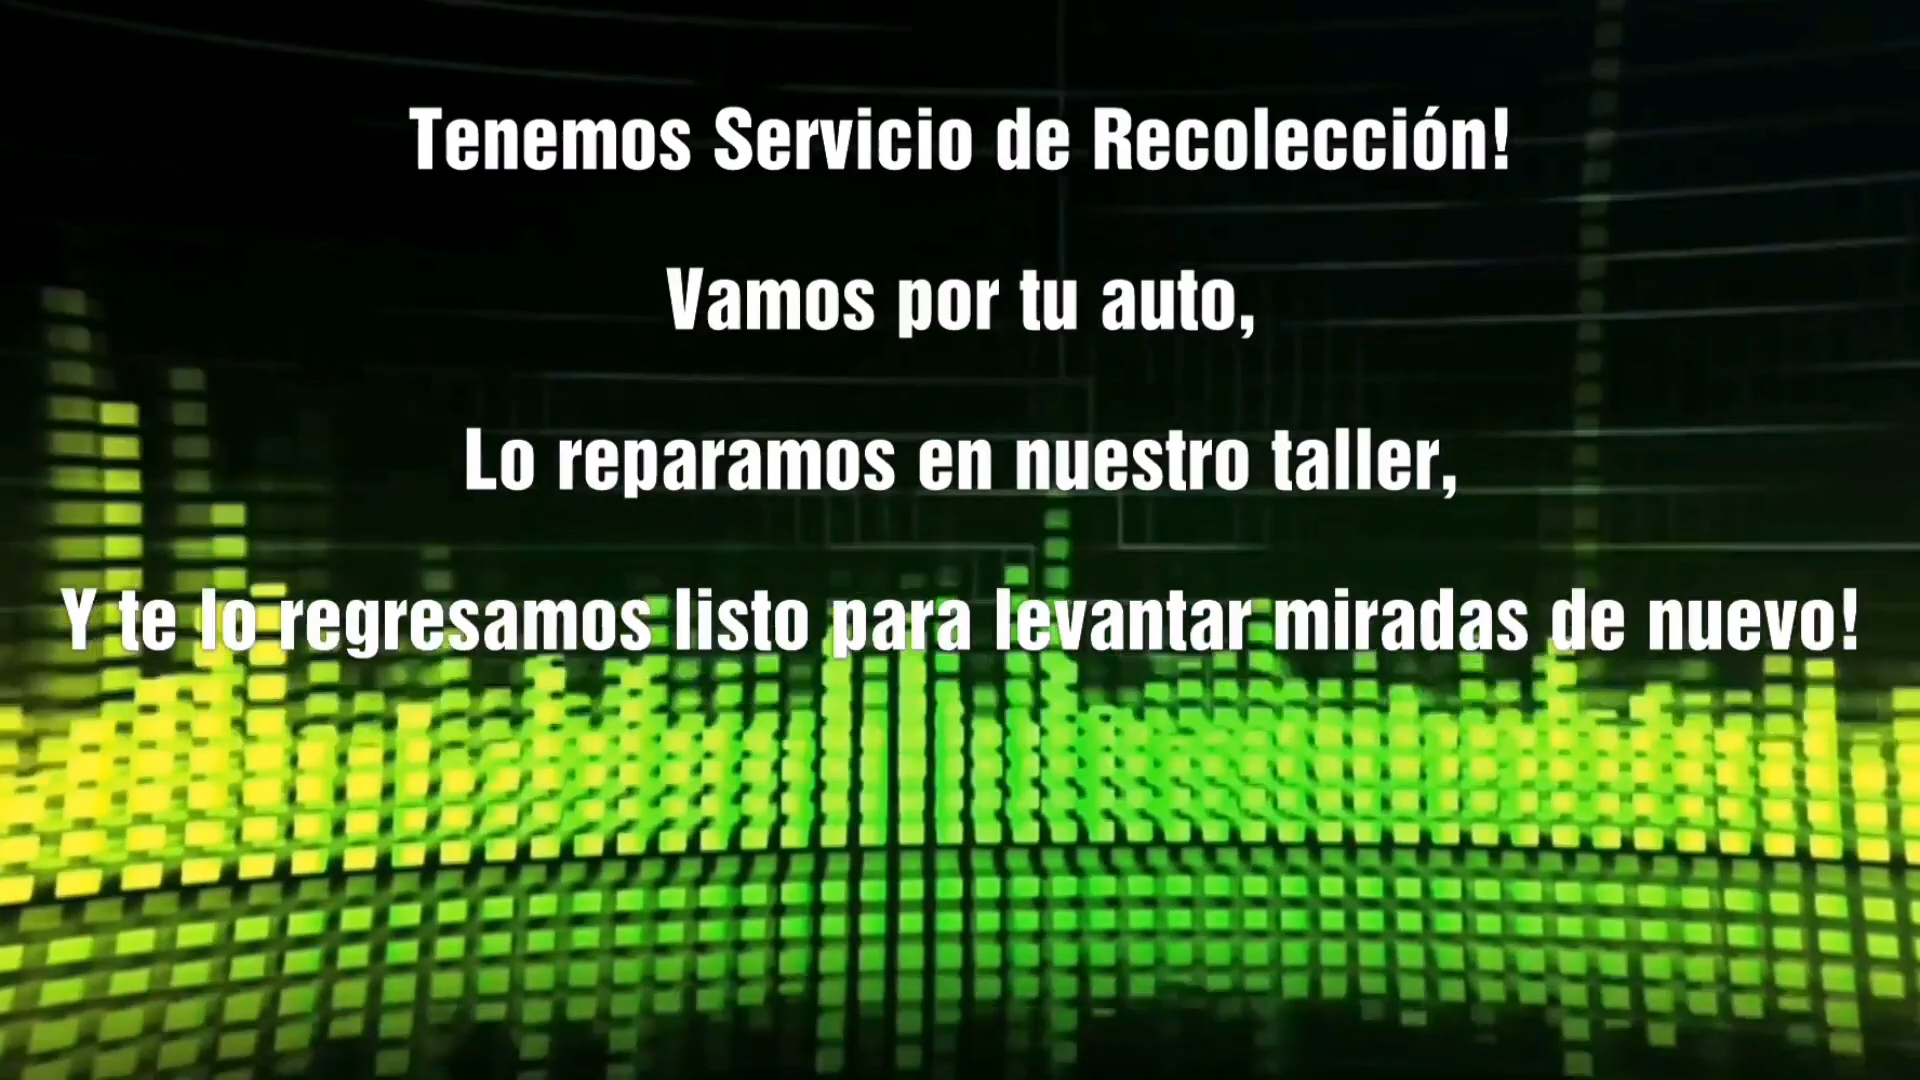 Tenemos Servicio de Recolección!
Vamos por tu auto,
Lo reparamos en nuestro taller,
Y te lo regresamos listo para levantar miradas de nuevo!